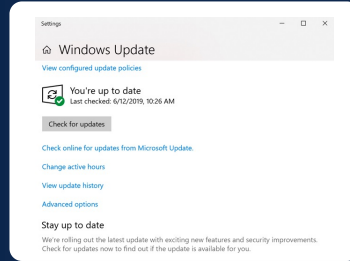 Settings
Windows Update
View configured update policies
You're up to date
Last checked: 6/12/2019, 10:26 AM
Check for updates
Check online for updates from Microsoft Update.
Change active hours
View update history
Advanced options
Stay up to date
We're rolling out the latest update with exciting new features and security improvements.
Check for updates now to find out if the update is available for you.